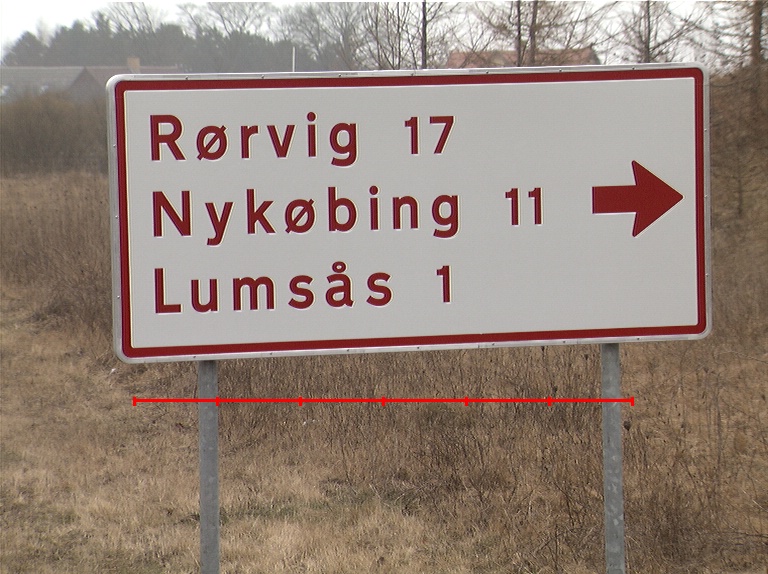 Rørvig 17
Nykøbing 11
Lumsås 1